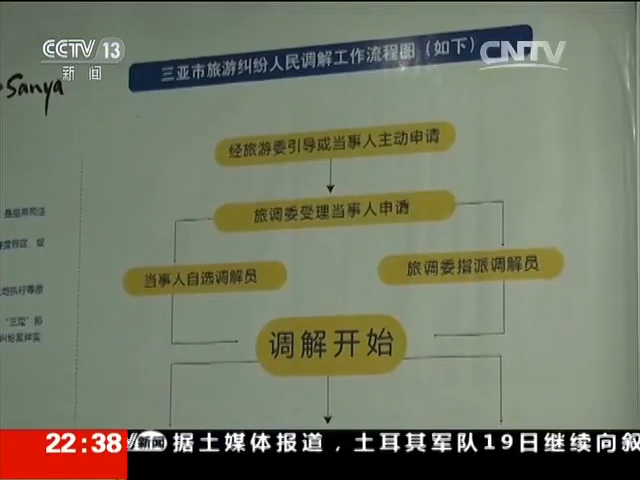 CCTV 13
新闻
CNTV
三亚市旅游纠纷人民调解工作流程图（如下）
Sanya
经旅游委引导或当事人主动申请
旅调委受理当事人申请
当事人自选调解员
旅调委指派调解员
调解开始
22:38
新闻
据土媒体报道，土耳其军队19日继续向叙